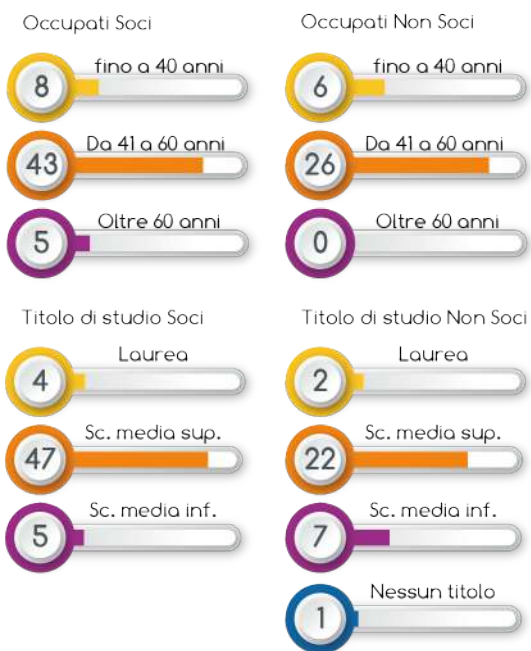 Occupati Soci
fino a 40 anni
8
Da 41 a 60 anni
43
Oltre 60 anni
5
Occupati Non Soci
fino a 40 anni
6
Da 41 a 60 anni
26
Oltre 60 anni
0
Titolo di studio Soci
Laurea
4
Sc. media sup.
47
Sc. media inf.
5
Titolo di studio Non Soci
Laurea
2
Sc. media sup.
22
Sc. media inf.
7
Nessun titolo
1